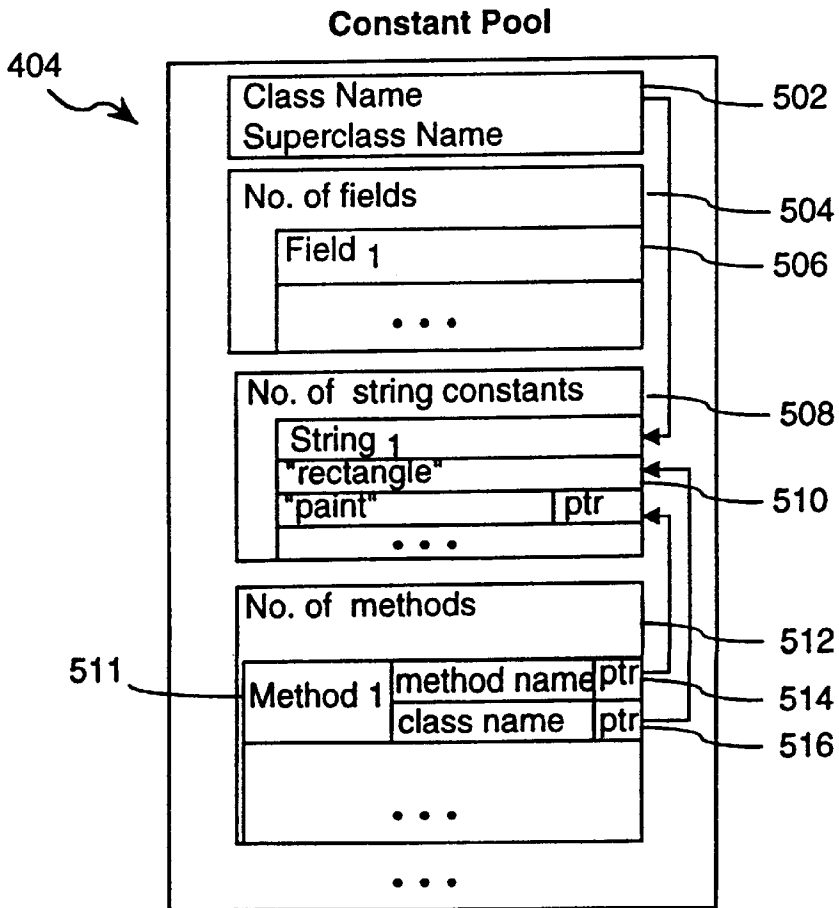 Constant Pool
404
Class Name
502
Superclass Name
No. of fields
504
Field 1
506
• • •
No. of string constants
508
String 1
"rectangle"
510
"paint" ptr
• • •
No. of methods
512
511
Method 1
method name ptr
514
class name ptr
516
• • •
• • •